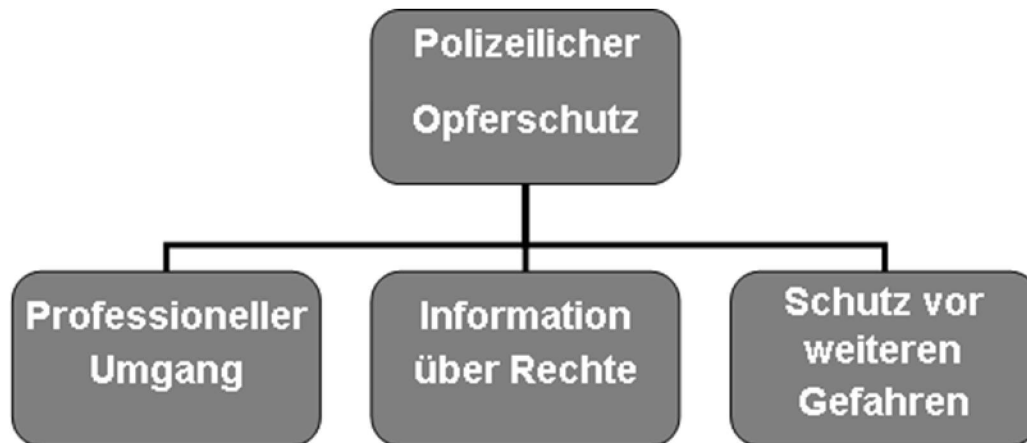 Polizeilicher
Opferschutz
Professioneller
Umgang
Information
über Rechte
Schutz vor
weiteren
Gefahren